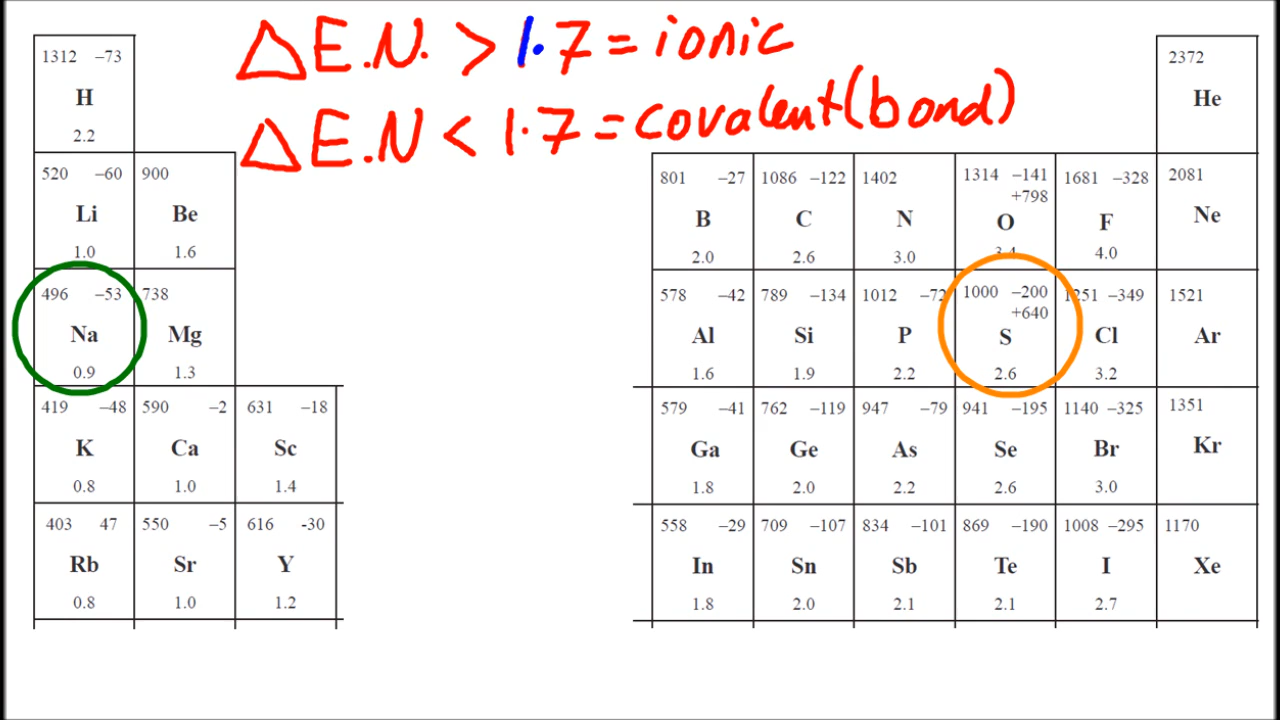 △E.N. > 1.7 = ionic
△E.N < 1.7 = covalent (bond)
1312 –73
H
2.2
2372
He
520 –60 900
Li Be
1.0 1.6
801 –27 1086 –122 1402 1314 –141 1681 –328 2081
+798
B C N O F Ne
2.0 2.6 3.0 3.4 4.0
496 –53 738
Na Mg
0.9 1.3
578 –42 789 –134 1012 –72 1000 –200 1251 –349 1521
+640
Al Si P S Cl Ar
1.6 1.9 2.2 2.6 3.2
419 –48 590 –2 631 –18
K Ca Sc
0.8 1.0 1.4
579 –41 762 –119 947 –79 941 –195 1140 –325 1351
Ga Ge As Se Br Kr
1.8 2.0 2.2 2.6 3.0
403 47 550 –5 616 -30
Rb Sr Y
0.8 1.0 1.2
558 –29 709 –107 834 –101 869 –190 1008 –295 1170
In Sn Sb Te I Xe
1.8 2.0 2.1 2.1 2.7